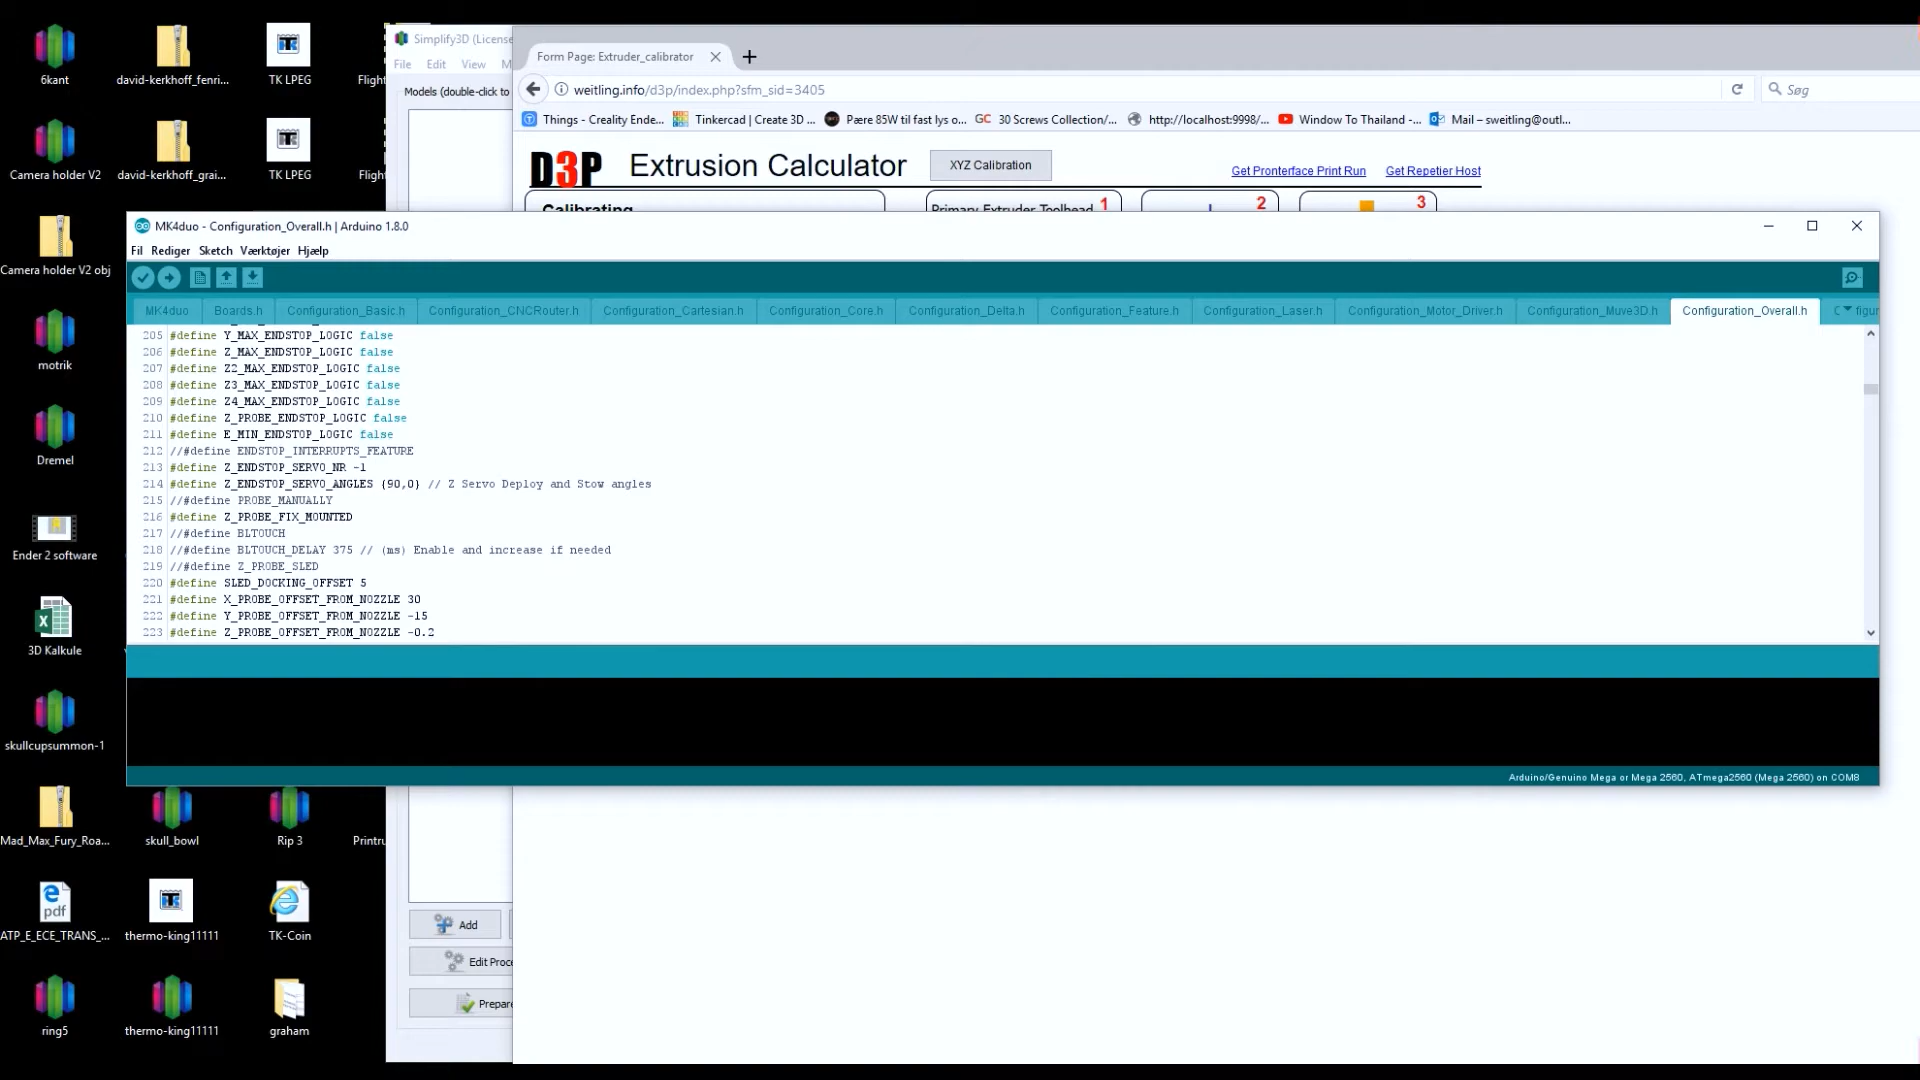 6kant
david-kerkhoff_fenri...
TK LPEG
Flight
Camera holder V2
david-kerkhoff_grai...
TK LPEG
Flight
Camera holder V2 obj
motrik
Dremel
Ender 2 software
3D Kalkule
skullcupsummon-1
Mad_Max_Fury_Roa...
skull_bowl
Rip 3
Printru
pdf
ATP_E_ECE_TRANS_...
thermo-king11111
TK-Coin
ring5
thermo-king11111
graham
Simplify3D (License
File Edit View M
Models (double-click to
Add
Edit Proce
Prepare
Form Page: Extruder_calibrator
weitling.info/d3p/index.php?sfm_sid=3405
Søg
Things - Creality Ende...
Tinkercad | Create 3D ...
Pære 85W til fast lys o...
GC 30 Screws Collection/...
http://localhost:9998/...
Window To Thailand -...
Mail – sweitling@outl...
D3P Extrusion Calculator
XYZ Calibration
Get Pronterface Print Run
Get Repetier Host
Calibrating
Primary Extruder Toolhead 1
2
3
MK4duo - Configuration_Overall.h | Arduino 1.8.0
Fil Rediger Sketch Værktøjer Hjælp
MK4duo Boards.h Configuration_Basic.h Configuration_CNCRouter.h Configuration_Cartesian.h Configuration_Core.h Configuration_Delta.h Configuration_Feature.h Configuration_Laser.h Configuration_Motor_Driver.h Configuration_Muve3D.h Configuration_Overall.h
205 #define Y_MAX_ENDSTOP_LOGIC false
206 #define Z_MAX_ENDSTOP_LOGIC false
207 #define Z2_MAX_ENDSTOP_LOGIC false
208 #define Z3_MAX_ENDSTOP_LOGIC false
209 #define Z4_MAX_ENDSTOP_LOGIC false
210 #define Z_PROBE_ENDSTOP_LOGIC false
211 #define E_MIN_ENDSTOP_LOGIC false
212 //#define ENDSTOP_INTERRUPTS_FEATURE
213 #define Z_ENDSTOP_SERVO_NR -1
214 #define Z_ENDSTOP_SERVO_ANGLES {90,0} // Z Servo Deploy and Stow angles
215 //#define PROBE_MANUALLY
216 #define Z_PROBE_FIX_MOUNTED
217 //#define BLTOUCH
218 //#define BLTOUCH_DELAY 375 // (ms) Enable and increase if needed
219 //#define Z_PROBE_SLED
220 #define SLED_DOCKING_OFFSET 5
221 #define X_PROBE_OFFSET_FROM_NOZZLE 30
222 #define Y_PROBE_OFFSET_FROM_NOZZLE -15
223 #define Z_PROBE_OFFSET_FROM_NOZZLE -0.2
Arduino/Genuino Mega or Mega 2560, ATmega2560 (Mega 2560) on COM8